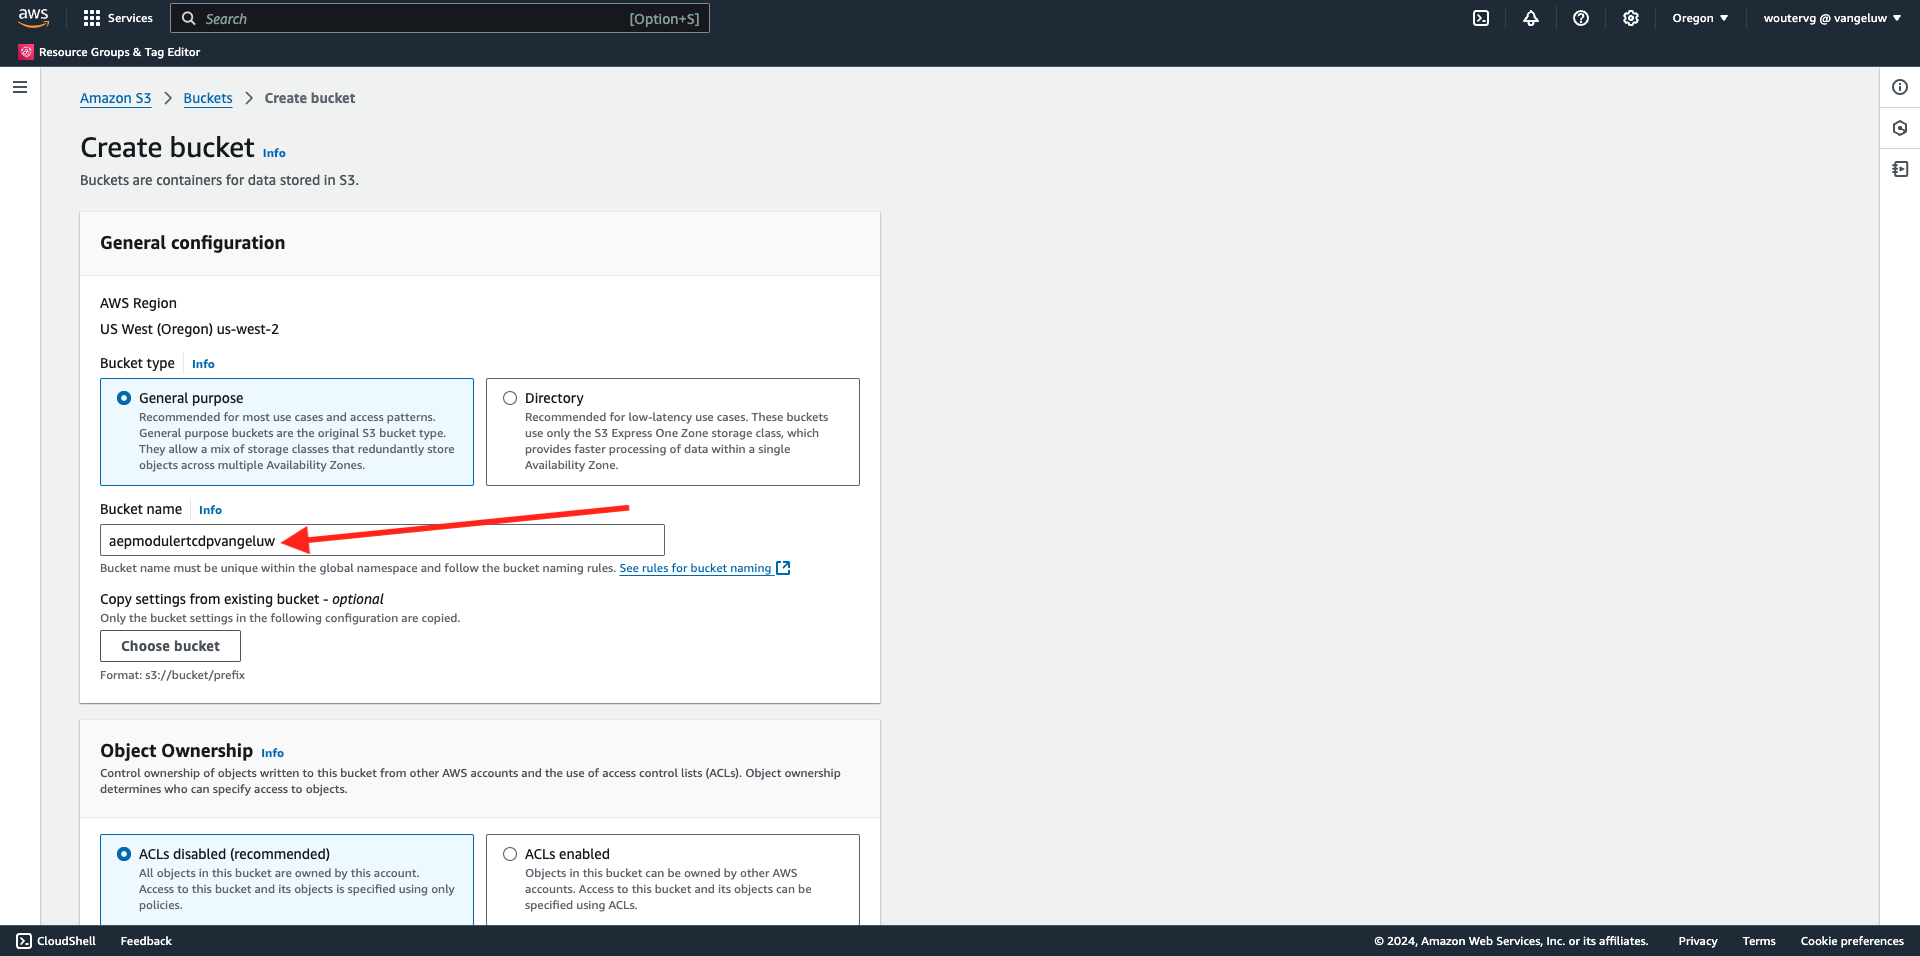 aws
Services
Search
[Option+S]
Oregon
woutervg @ vangeluw
Resource Groups & Tag Editor
Amazon S3
Buckets
Create bucket
Create bucket
Info
Buckets are containers for data stored in S3.
General configuration
AWS Region
US West (Oregon) us-west-2
Bucket type
Info
General purpose
Recommended for most use cases and access patterns.
General purpose buckets are the original S3 bucket type.
They allow a mix of storage classes that redundantly store
objects across multiple Availability Zones.
Directory
Recommended for low-latency use cases. These buckets
use only the S3 Express One Zone storage class, which
provides faster processing of data within a single
Availability Zone.
Bucket name
Info
aepmodulertcdpvangeluw
Bucket name must be unique within the global namespace and follow the bucket naming rules. See rules for bucket naming
Copy settings from existing bucket - optional
Only the bucket settings in the following configuration are copied.
Choose bucket
Format: s3://bucket/prefix
Object Ownership
Info
Control ownership of objects written to this bucket from other AWS accounts and the use of access control lists (ACLs). Object ownership
determines who can specify access to objects.
ACLs disabled (recommended)
All objects in this bucket are owned by this account.
Access to this bucket and its objects is specified using only
policies.
ACLs enabled
Objects in this bucket can be owned by other AWS
accounts. Access to this bucket and its objects can be
specified using ACLs.
CloudShell
Feedback
© 2024, Amazon Web Services, Inc. or its affiliates.
Privacy
Terms
Cookie preferences